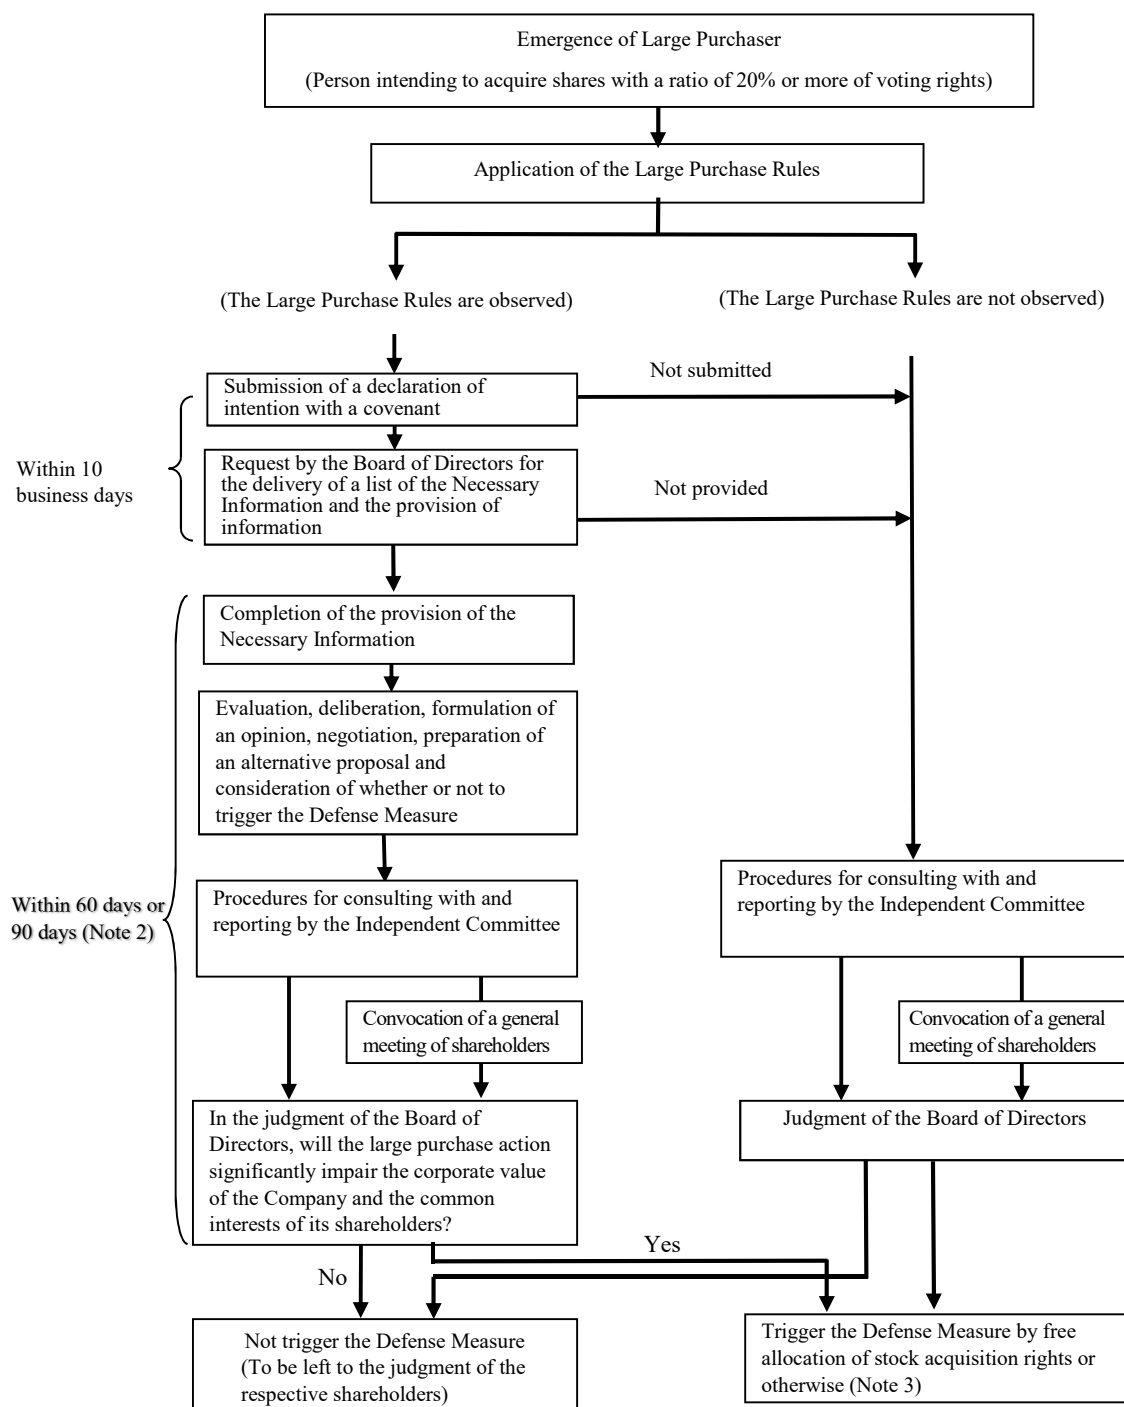 Emergence of Large Purchaser
(Person intending to acquire shares with a ratio of 20% or more of voting rights)
Application of the Large Purchase Rules
(The Large Purchase Rules are observed)
(The Large Purchase Rules are not observed)
Submission of a declaration of
intention with a covenant
Not submitted
Within 10
business days
Request by the Board of Directors for
the delivery of a list of the Necessary
Information and the provision of
information
Not provided
Completion of the provision of the
Necessary Information
Evaluation, deliberation, formulation of
an opinion, negotiation, preparation of
an alternative proposal and
consideration of whether or not to
trigger the Defense Measure
Within 60 days or
90 days (Note 2)
Procedures for consulting with and
reporting by the Independent Committee
Procedures for consulting with and
reporting by the Independent Committee
Convocation of a general
meeting of shareholders
Convocation of a general
meeting of shareholders
In the judgment of the Board of
Directors, will the large purchase action
significantly impair the corporate value
of the Company and the common
interests of its shareholders?
Judgment of the Board of Directors
Yes
No
Not trigger the Defense Measure
(To be left to the judgment of the
respective shareholders)
Trigger the Defense Measure by free
allocation of stock acquisition rights or
otherwise (Note 3)